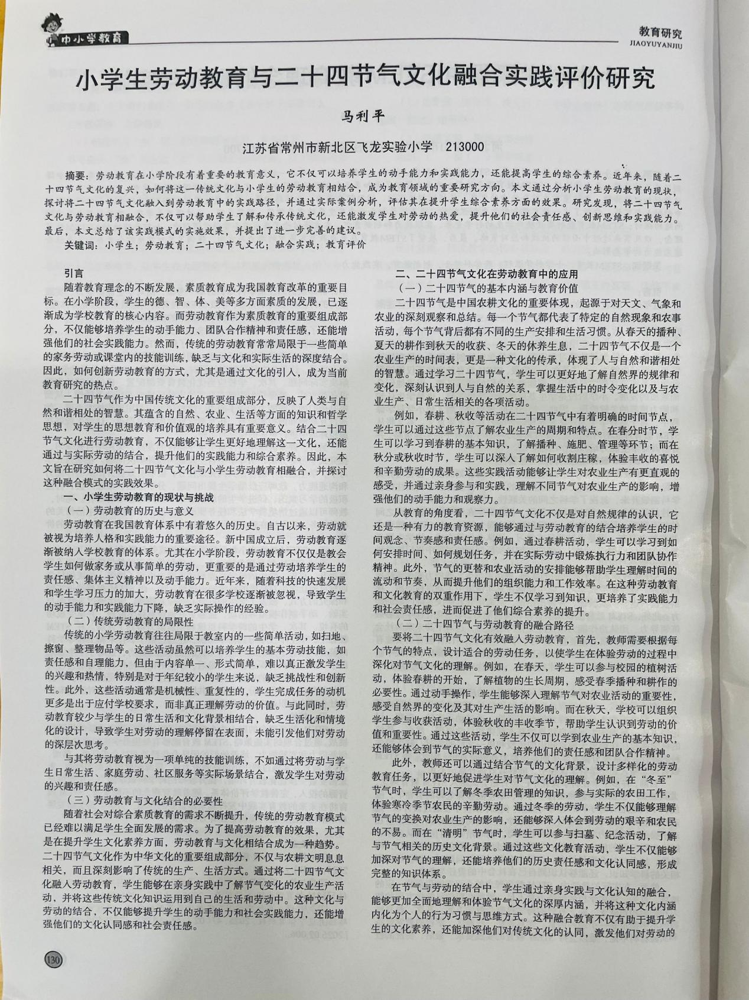 中小学教育
教育研究
JIAOYUYANJIU
小学生劳动教育与二十四节气文化融合实践评价研究
马利平
江苏省常州市新北区飞龙实验小学 213000
摘要：劳动教育在小学阶段有着重要的教育意义，它不仅可以培养学生的动手能力和实践能力，还能提高学生的综合素养。近年来，随着二
十四节气文化的复兴，如何将这一传统文化与小学生的劳动教育相结合，成为教育领域的重要研究方向。本文通过分析小学生劳动教育的现状，
探讨将二十四节气文化融入到劳动教育中的实践路径，并通过实际案例分析，评估其在提升学生综合素养方面的效果。研究发现，将二十四节气
文化与劳动教育相融合，不仅可以帮助学生了解和传承传统文化，还能激发学生对劳动的热爱，提升他们的社会责任感、创新思维和实践能力。
最后，本文总结了该实践模式的实施效果，并提出了进一步完善的建议。
关键词：小学生；劳动教育；二十四节气文化；融合实践；教育评价
引言
随着教育理念的不断发展，素质教育成为我国教育改革的重要目
标。在小学阶段，学生的德、智、体、美等多方面素质的发展，已逐
渐成为学校教育的核心内容。而劳动教育作为素质教育的重要组成部
分，不仅能够培养学生的动手能力、团队合作精神和责任感，还能增
强他们的社会实践能力。然而，传统的劳动教育常常局限于一些简单
的家务劳动或课堂内的技能训练，缺乏与文化和实际生活的深度结合。
因此，如何创新劳动教育的方式，尤其是通过文化的引入，成为当前
教育研究的热点。
二十四节气作为中国传统文化的重要组成部分，反映了人类与自
然和谐相处的智慧。其蕴含的自然、农业、生活等方面的知识和哲学
思想，对学生的思想教育和价值观的培养具有重要意义。结合二十四
节气文化进行劳动教育，不仅能够让学生更好地理解这一文化，还能
通过与实际劳动的结合，提升他们的实践能力和综合素养。因此，本
文旨在研究如何将二十四节气文化与小学生劳动教育相融合，并探讨
这种融合模式的实践效果。
一、小学生劳动教育的现状与挑战
（一）劳动教育的历史与意义
劳动教育在我国教育体系中有着悠久的历史。自古以来，劳动就
被视为培养人格和实践能力的重要途径。新中国成立后，劳动教育逐
渐被纳入学校教育的体系。尤其在小学阶段，劳动教育不仅仅是教会
学生如何做家务或从事简单的劳动，更重要的是通过劳动培养学生的
责任感、集体主义精神以及动手能力。近年来，随着科技的快速发展
和学生学习压力的加大，劳动教育在很多学校逐渐被忽视，导致学生
的动手能力和实践能力下降，缺乏实际操作的经验。
（二）传统劳动教育的局限性
传统的小学劳动教育往往局限于教室内的一些简单活动，如扫地、
擦窗、整理物品等。这些活动虽然可以培养学生的基本劳动技能，如
责任感和自理能力，但由于内容单一、形式简单，难以真正激发学生
的兴趣和热情，特别是对于年纪较小的学生来说，缺乏挑战性和创新
性。此外，这些活动通常是机械性、重复性的，学生完成任务的动机
更多是出于应付学校要求，而非真正理解劳动的价值。与此同时，劳
动教育较少与学生的日常生活和文化背景相结合，缺乏生活化和情境
化的设计，导致学生对劳动的理解停留在表面，未能引发他们对劳动
的深层次思考。
与其将劳动教育视为一项单纯的技能训练，不如通过将劳动与学
生日常生活、家庭劳动、社区服务等实际场景结合，激发学生对劳动
的兴趣和责任感。
（三）劳动教育与文化结合的必要性
随着社会对综合素质教育的需求不断提升，传统的劳动教育模式
已经难以满足学生全面发展的需求。为了提高劳动教育的效果，尤其
是在提升学生文化素养方面，劳动教育与文化相结合成为一种趋势。
二十四节气文化作为中华文化的重要组成部分，不仅与农耕文明息息
相关，而且深刻影响了传统的生产、生活方式。通过将二十四节气文
化融入劳动教育，学生能够在亲身实践中了解节气变化的农业生产活
动，并将这些传统文化知识运用到自己的生活和劳动中。这种文化与
劳动的结合，不仅能够提升学生的动手能力和社会实践能力，还能增
强他们的文化认同感和社会责任感。
二、二十四节气文化在劳动教育中的应用
（一）二十四节气的基本内涵与教育价值
二十四节气是中国农耕文化的重要体现，起源于对天文、气象和
农业的深刻观察和总结。每一个节气都代表了特定的自然现象和农事
活动，每个节气背后都有不同的生产安排和生活习惯。从春天的播种、
夏天的耕作到秋天的收获、冬天的休养生息，二十四节气不仅是一个
农业生产的时间表，更是一种文化的传承，体现了人与自然和谐相处
的智慧。通过学习二十四节气，学生可以更好地了解自然界的规律和
变化，深刻认识到人与自然的关系，掌握生活中的时令变化以及与农
业生产、日常生活相关的各项活动。
例如，春耕、秋收等活动在二十四节气中有着明确的时间节点，
学生可以通过这些节点了解农业生产的周期和特点。在春分时节，学
生可以学习到春耕的基本知识，了解播种、施肥、管理等环节；而在
秋分或秋收时节，学生可以深入了解如何收割庄稼，体验丰收的喜悦
和辛勤劳动的成果。这些实践活动能够让学生对农业生产有更直观的
感受，并通过亲身参与和实践，理解不同节气对农业生产的影响，增
强他们的动手能力和观察力。
从教育的角度看，二十四节气文化不仅是对自然规律的认识，它
还是一种有力的教育资源，能够通过与劳动教育的结合培养学生的时
间观念、节奏感和责任感。例如，通过春耕活动，学生可以学习到如
何安排时间、如何规划任务，并在实际劳动中锻炼执行力和团队协作
精神。此外，节气的更替和农业活动的安排能够帮助学生理解时间的
流动和节奏，从而提升他们的组织能力和工作效率。在这种劳动教育
和文化教育的双重作用下，学生不仅学习到知识，更培养了实践能力
和社会责任感，进而促进了他们综合素养的提升。
（二）二十四节气与劳动教育的融合路径
要将二十四节气文化有效融入劳动教育，首先，教师需要根据每
个节气的特点，设计适合的劳动任务，以使学生在体验劳动的过程中
深化对节气文化的理解。例如，在春天，学生可以参与校园的植树活
动，体验春耕的开始，了解植物的生长周期，感受春季播种和耕作的
必要性。通过动手操作，学生能够深入理解节气对农业活动的重要性，
感受自然界的变化及其对生产生活的影响。而在秋天，学校可以组织
学生参与收获活动，体验秋收的丰收季节，帮助学生认识到劳动的价
值和重要性。通过这些活动，学生不仅可以学到农业生产的基本知识，
还能够体会到节气的实际意义，培养他们的责任感和团队合作精神。
此外，教师还可以通过结合节气的文化背景，设计多样化的劳动
教育任务，以更好地促进学生对节气文化的理解。例如，在“冬至”
节气时，学生可以了解冬季农田管理的知识，参与实际的农田工作，
体验寒冷季节农民的辛勤劳动。通过冬季的劳动，学生不仅能够理解
节气的变换对农业生产的影响，还能够深入体会到劳动的艰辛和农民
的不易。而在“清明”节气时，学生可以参与扫墓、纪念活动，了解
与节气相关的历史文化背景。通过这些文化教育活动，学生不仅能够
加深对节气的理解，还能培养他们的历史责任感和文化认同感，形成
完整的知识体系。
在节气与劳动的结合中，学生通过亲身实践与文化认知的融合，
能够更加全面地理解和体验节气文化的深厚内涵，并将这种文化内涵
内化为个人的行为习惯与思维方式。这种融合教育不仅有助于提升学
生的文化素养，还能加深他们对传统文化的认同，激发他们对劳动的
130